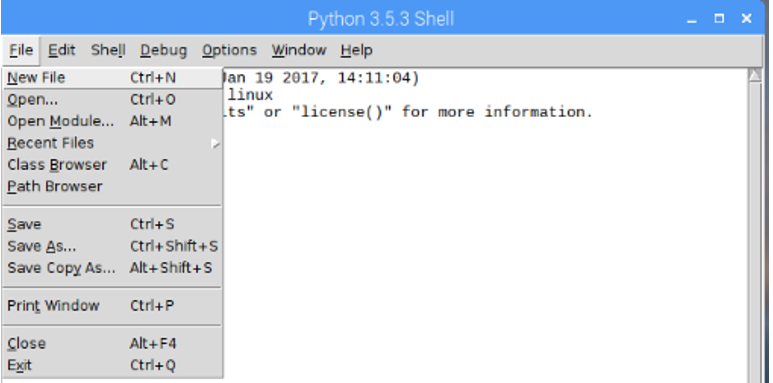 Python 3.5.3 Shell
File Edit Shell Debug Options Window Help
New File Ctrl+N Jan 19 2017, 14:11:04)
Open... Ctrl+O linux
Open Module... Alt+M ts" or "license()" for more information.
Recent Files
Class Browser Alt+C
Path Browser
Save Ctrl+S
Save As... Ctrl+Shift+S
Save Copy As... Alt+Shift+S
Print Window Ctrl+P
Close Alt+F4
Exit Ctrl+Q